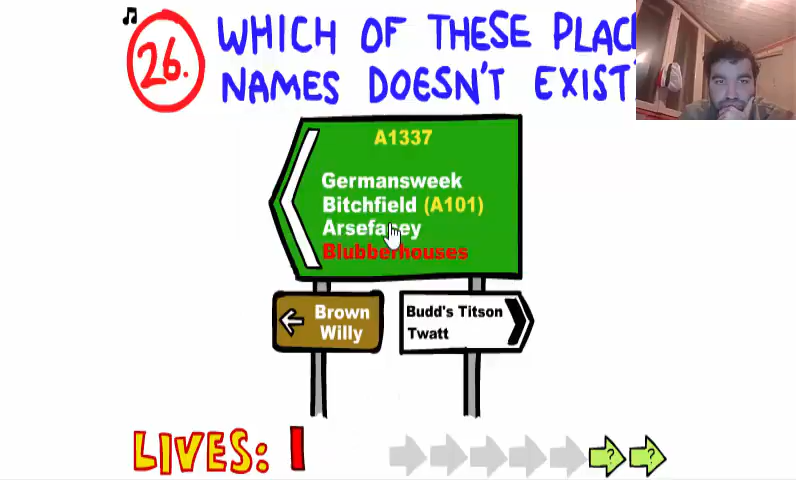 26.
WHICH OF THESE PLAC
NAMES DOESN'T EXIST
A1337
Germansweek
Bitchfield (A101)
Blubberhouses
Brown
Willy
Budd's Titson
Twatt
LIVES: 1
? ?